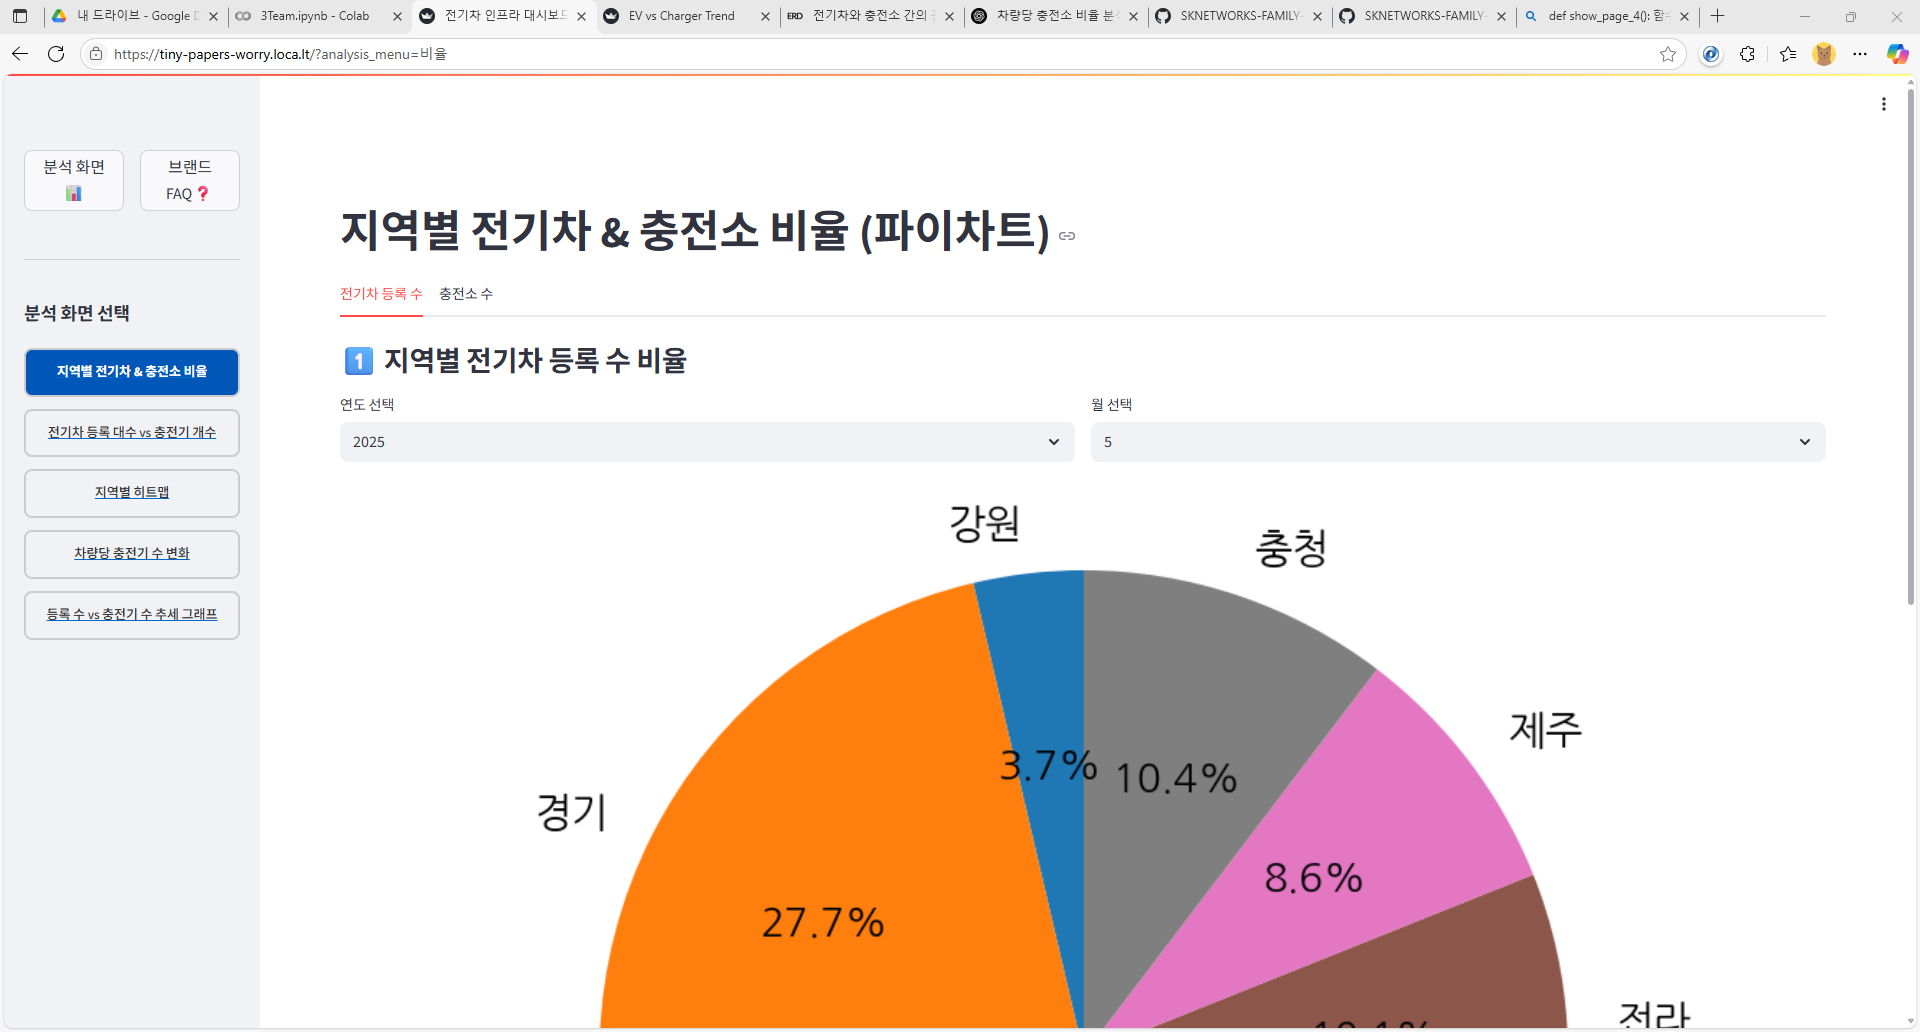 내 드라이브 - Google D
3Team.ipynb - Colab
전기차 인프라 대시보드
EV vs Charger Trend
ERD
전기차와 충전소 간의
차량당 충전소 비율 분
SKNETWORKS-FAMILY-
SKNETWORKS-FAMILY-
def show_page_4(): 함
https://tiny-papers-worry.loca.lt/?analysis_menu=비율
분석 화면
브랜드
FAQ ❓
분석 화면 선택
지역별 전기차 & 충전소 비율
전기차 등록 대수 vs 충전기 개수
지역별 히트맵
차량당 충전기 수 변화
등록 수 vs 충전기 수 추세 그래프
지역별 전기차 & 충전소 비율 (파이차트)
전기차 등록 수
충전소 수
1 지역별 전기차 등록 수 비율
연도 선택
월 선택
2025
5
강원
충청
제주
경기
3.7%
10.4%
8.6%
27.7%
전라